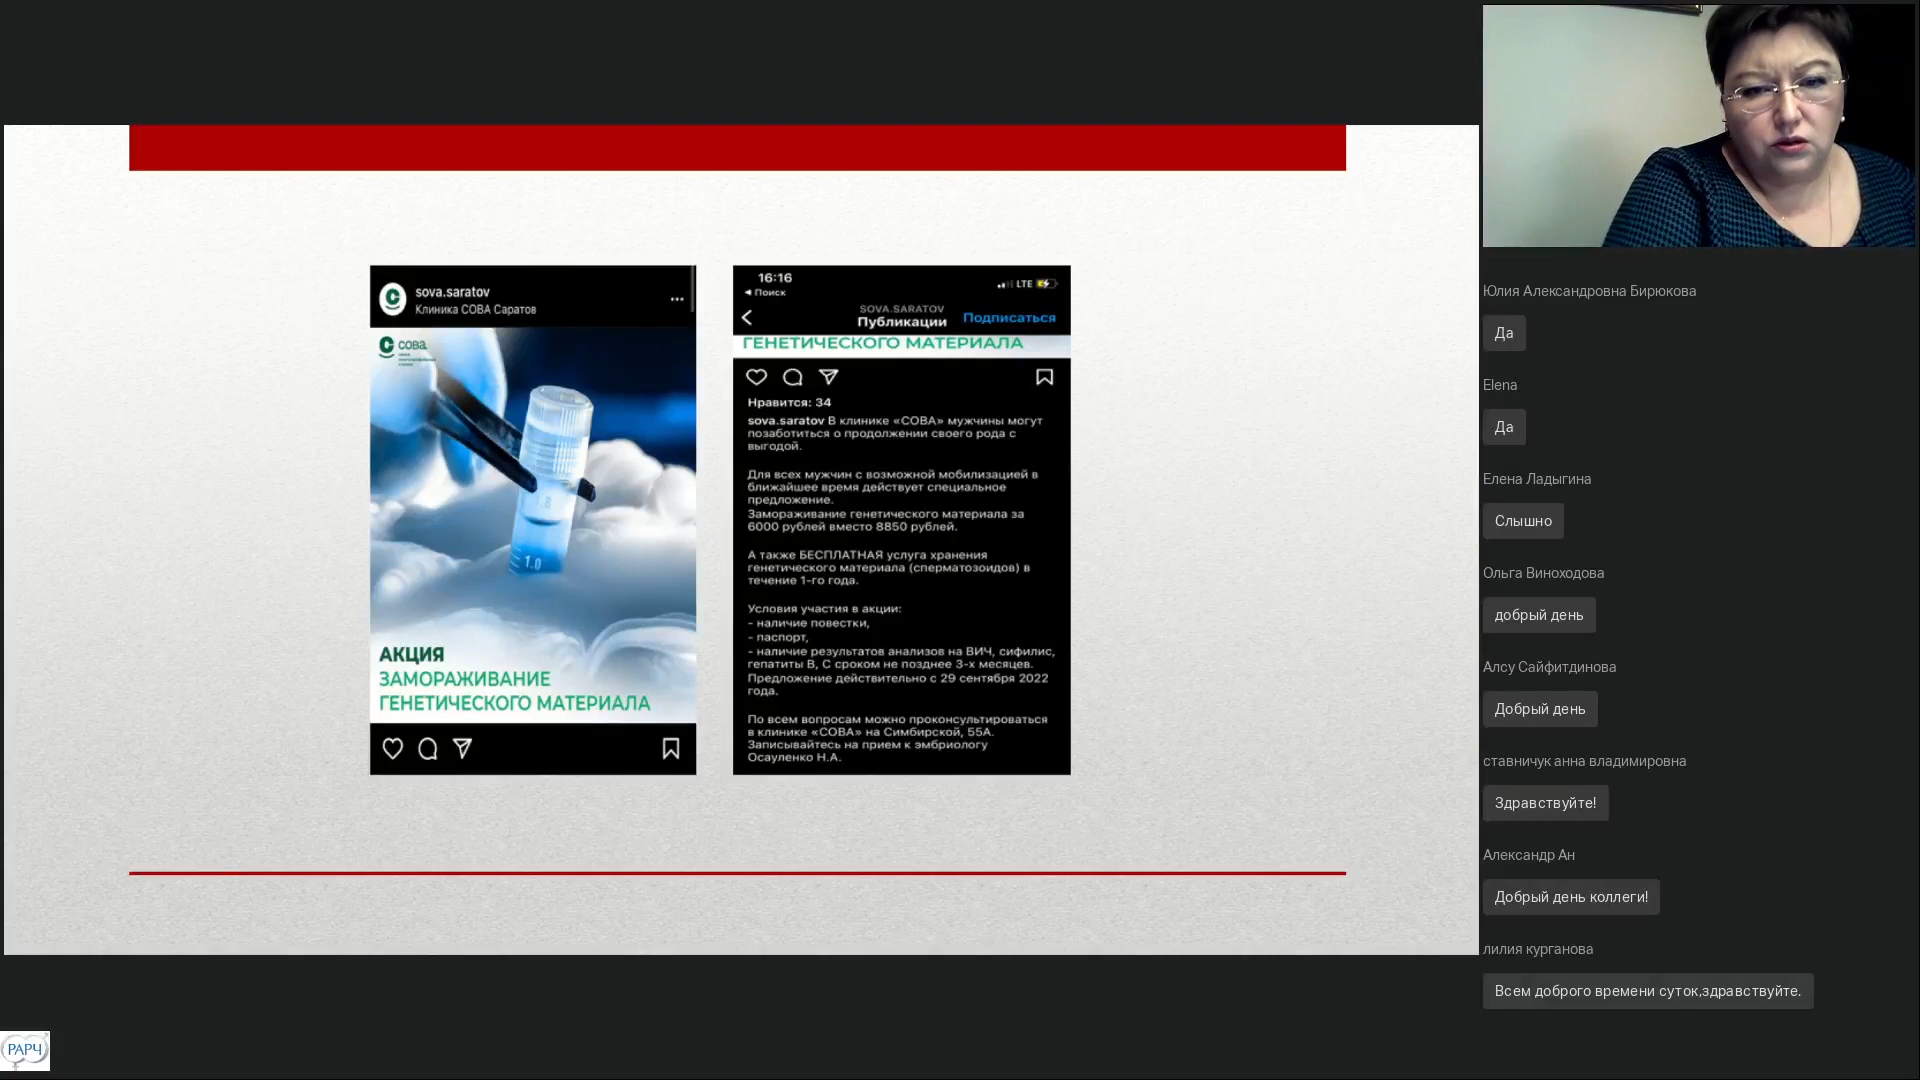 sova.saratov
Клиника СОВА Саратов
сова
АКЦИЯ
ЗАМОРАЖИВАНИЕ
ГЕНЕТИЧЕСКОГО МАТЕРИАЛА
1.0
16:16
LTE
Поиск
SOVA.SARATOV
Публикации
Подписаться
ГЕНЕТИЧЕСКОГО МАТЕРИАЛА
Нравится: 34
sova.saratov В клинике «СОВА» мужчины могут
позаботиться о продолжении своего рода с
выгодой.
Для всех мужчин с возможной мобилизацией в
ближайшее время действует специальное
предложение.
Замораживание генетического материала за
6000 рублей вместо 8850 рублей.
А также БЕСПЛАТНАЯ услуга хранения
генетического материала (сперматозоидов) в
течение 1-го года.
Условия участия в акции:
- наличие повестки,
- паспорт,
- наличие результатов анализов на ВИЧ, сифилис,
гепатиты В, С сроком не позднее 3-х месяцев.
Предложение действительно с 29 сентября 2022
года.
По всем вопросам можно проконсультироваться
в клинике «СОВА» на Симбирской, 55А.
Записывайтесь на прием к эмбриологу
Осауленко Н.А.
Юлия Александровна Бирюкова
Да
Elena
Да
Елена Ладыгина
Слышно
Ольга Виноходова
добрый день
Алсу Сайфитдинова
Добрый день
ставничук анна владимировна
Здравствуйте!
Александр Ан
Добрый день коллеги!
лилия курганова
Всем доброго времени суток,здравствуйте.
РАРЧ